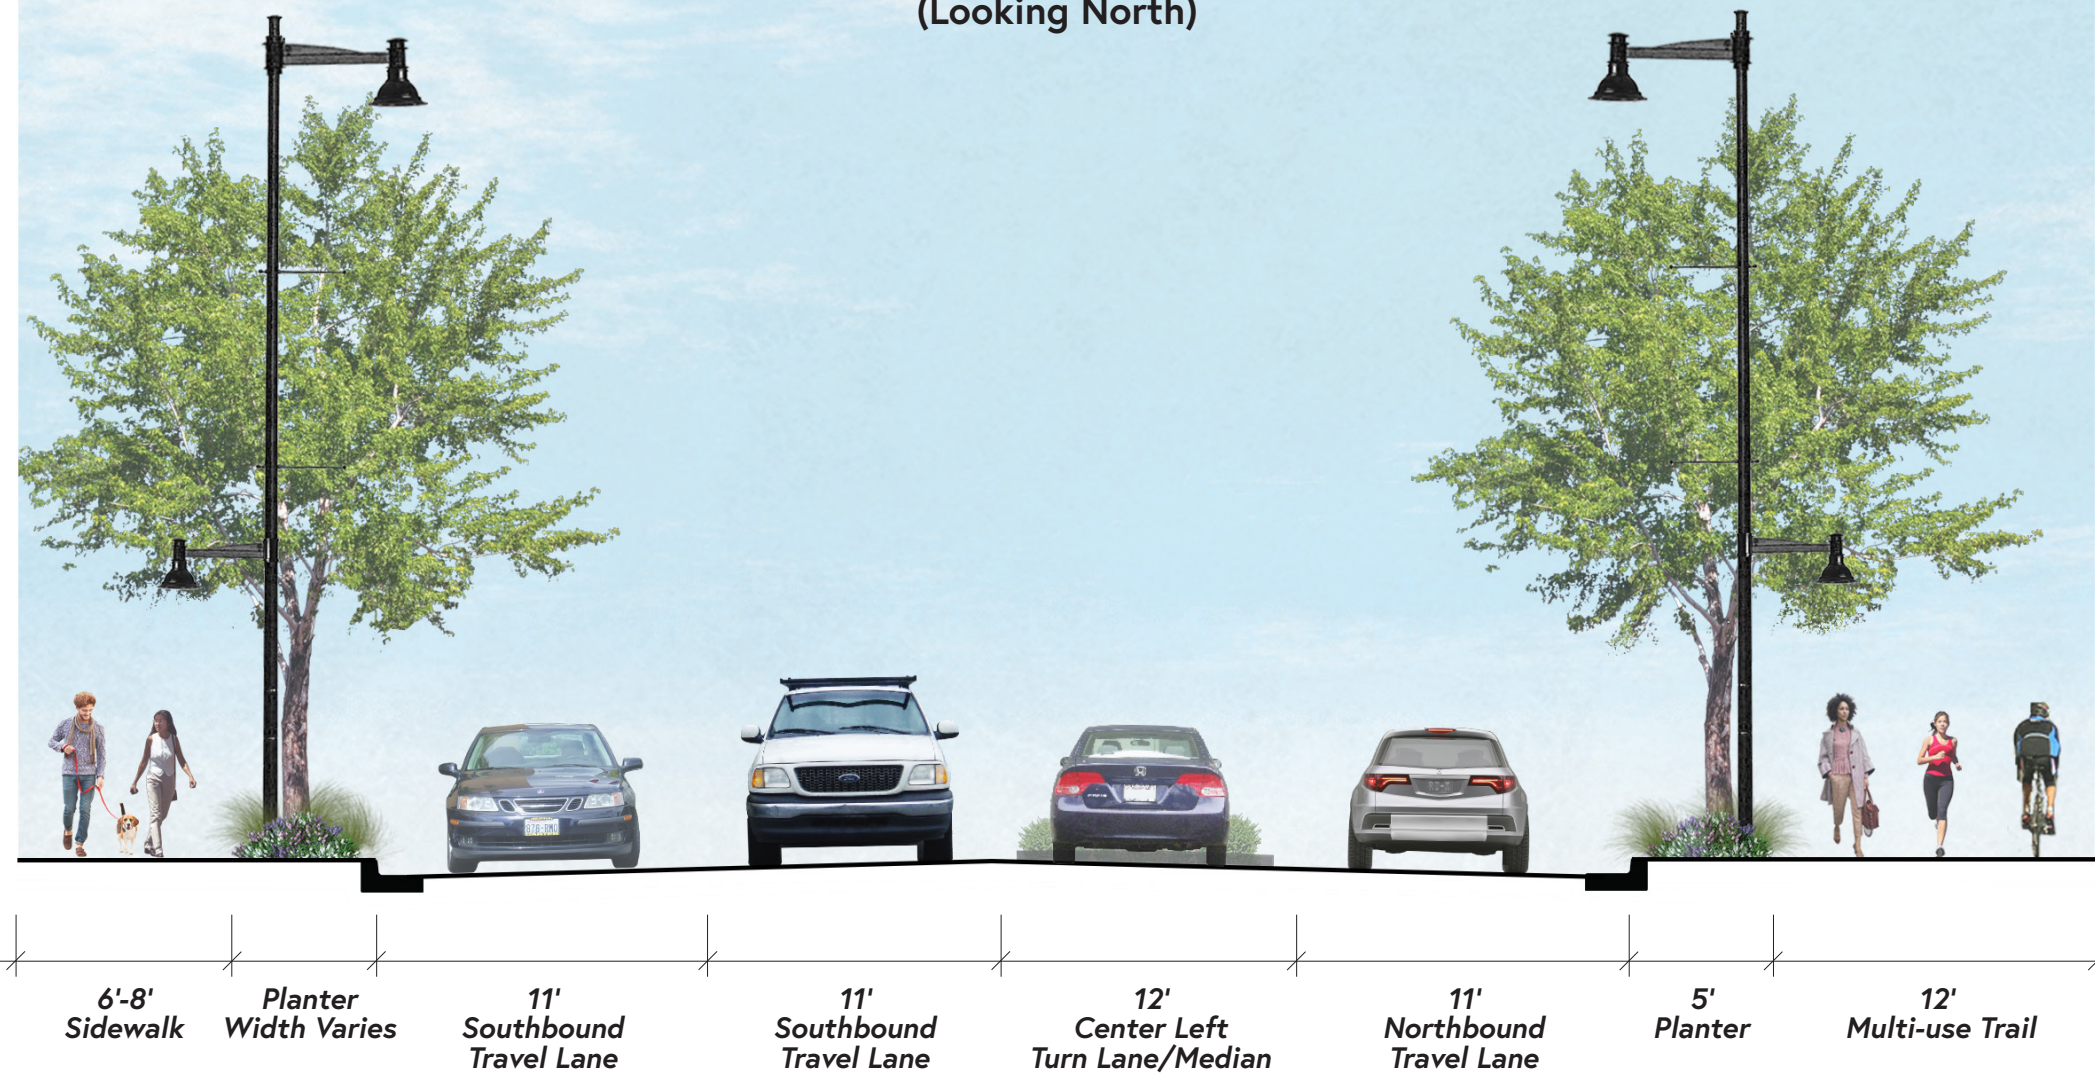 (Looking North)
6'-8'
Sidewalk
Planter
Width Varies
11'
Southbound
Travel Lane
11'
Southbound
Travel Lane
12'
Center Left
Turn Lane/Median
11'
Northbound
Travel Lane
5'
Planter
12'
Multi-use Trail